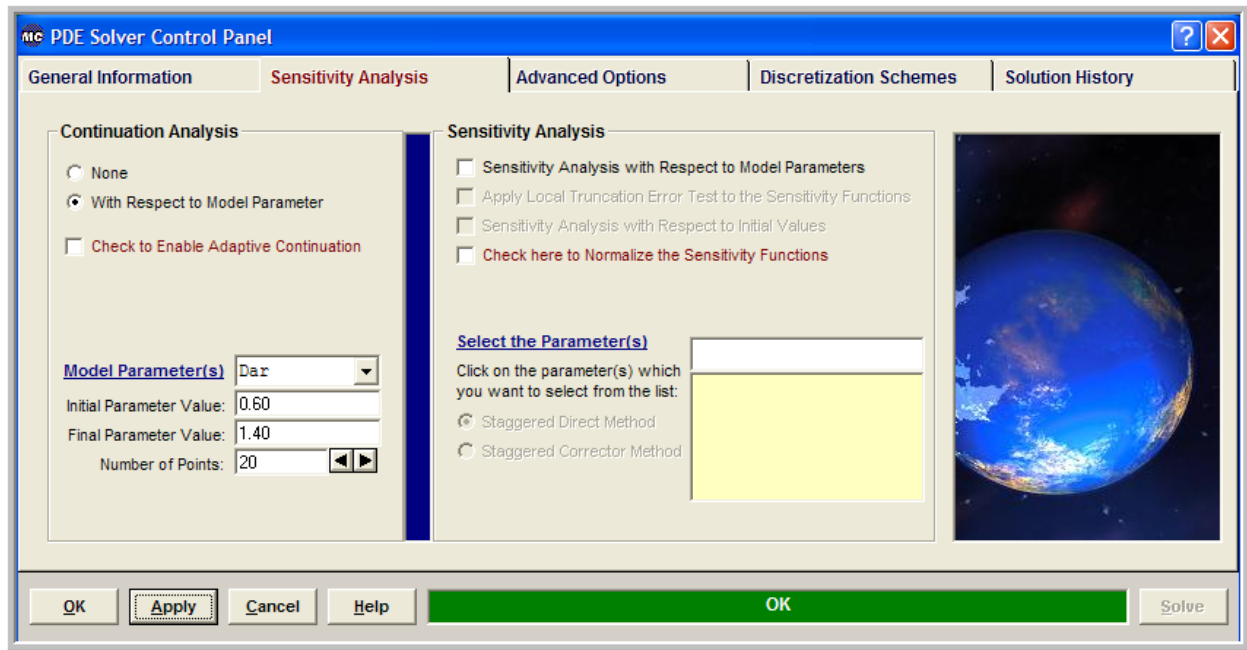 MC PDE Solver Control Panel
General Information
Sensitivity Analysis
Advanced Options
Discretization Schemes
Solution History
Continuation Analysis
None
With Respect to Model Parameter
Check to Enable Adaptive Continuation
Model Parameter(s) Dar
Initial Parameter Value: 0.60
Final Parameter Value: 1.40
Number of Points: 20
Sensitivity Analysis
Sensitivity Analysis with Respect to Model Parameters
Apply Local Truncation Error Test to the Sensitivity Functions
Sensitivity Analysis with Respect to Initial Values
Check here to Normalize the Sensitivity Functions
Select the Parameter(s)
Click on the parameter(s) which
you want to select from the list:
Staggered Direct Method
Staggered Corrector Method
OK
Apply
Cancel
Help
OK
Solve